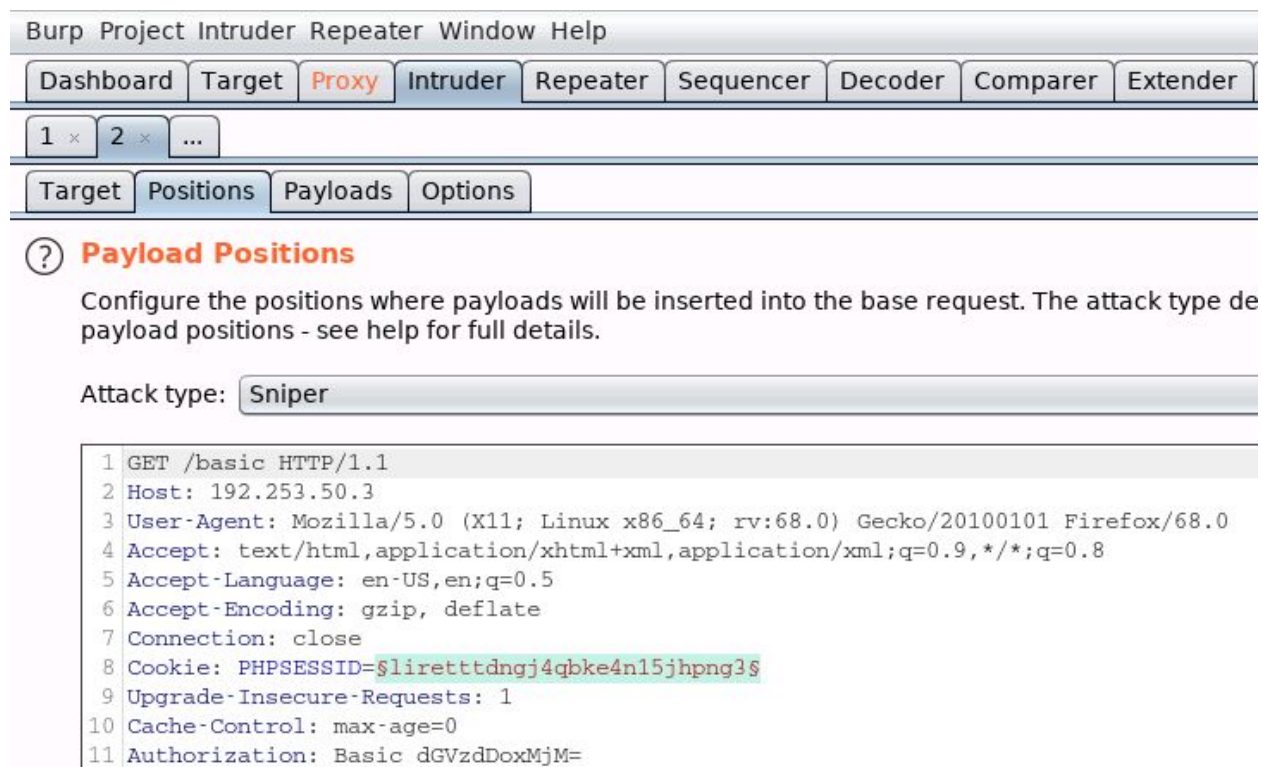 Burp Project Intruder Repeater Window Help
Dashboard Target Proxy Intruder Repeater Sequencer Decoder Comparer Extender
1 × 2 × ...
Target Positions Payloads Options
? Payload Positions
Configure the positions where payloads will be inserted into the base request. The attack type de
payload positions - see help for full details.
Attack type: Sniper
1 GET /basic HTTP/1.1
2 Host: 192.253.50.3
3 User-Agent: Mozilla/5.0 (X11; Linux x86_64; rv:68.0) Gecko/20100101 Firefox/68.0
4 Accept: text/html,application/xhtml+xml,application/xml;q=0.9,*/*;q=0.8
5 Accept-Language: en-US,en;q=0.5
6 Accept-Encoding: gzip, deflate
7 Connection: close
8 Cookie: PHPSESSID=§liretttdngj4qbke4n15jhpng3§
9 Upgrade-Insecure-Requests: 1
10 Cache-Control: max-age=0
11 Authorization: Basic dGVzdDoxMjM=